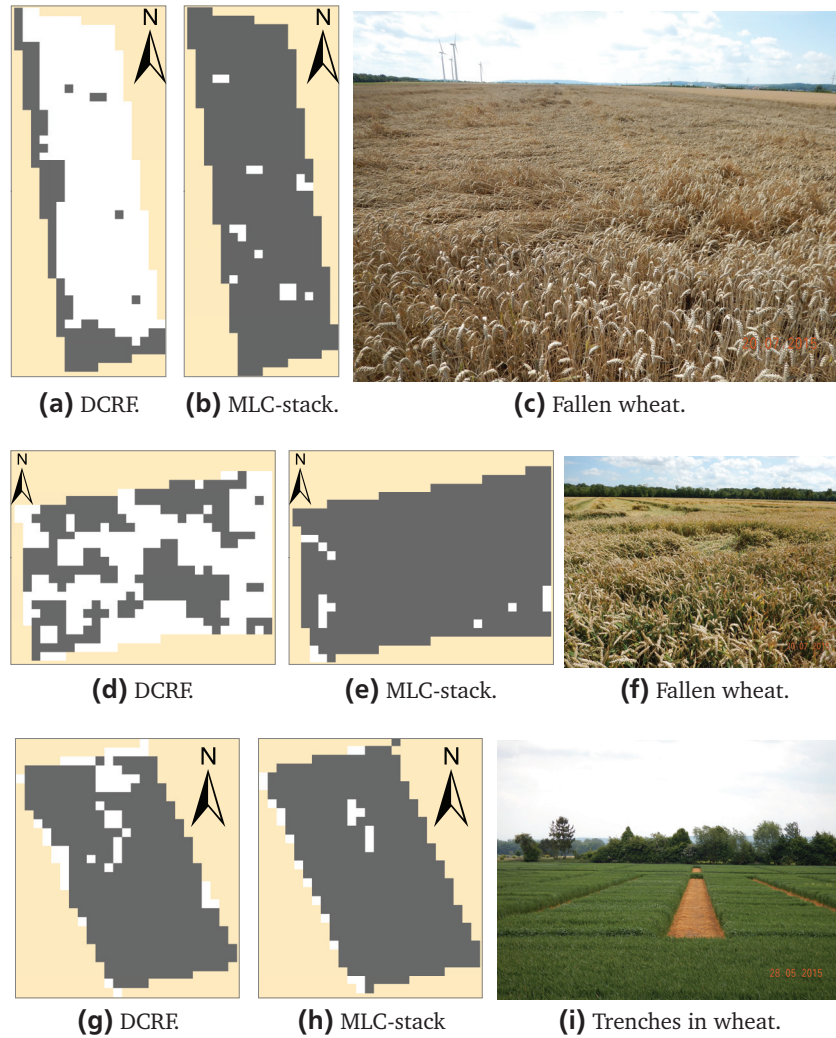 N
N
(a) DCRF.
(b) MLC-stack.
(c) Fallen wheat.
N
N
(d) DCRF.
(e) MLC-stack.
(f) Fallen wheat.
N
N
28 05 2015
(g) DCRF.
(h) MLC-stack
(i) Trenches in wheat.